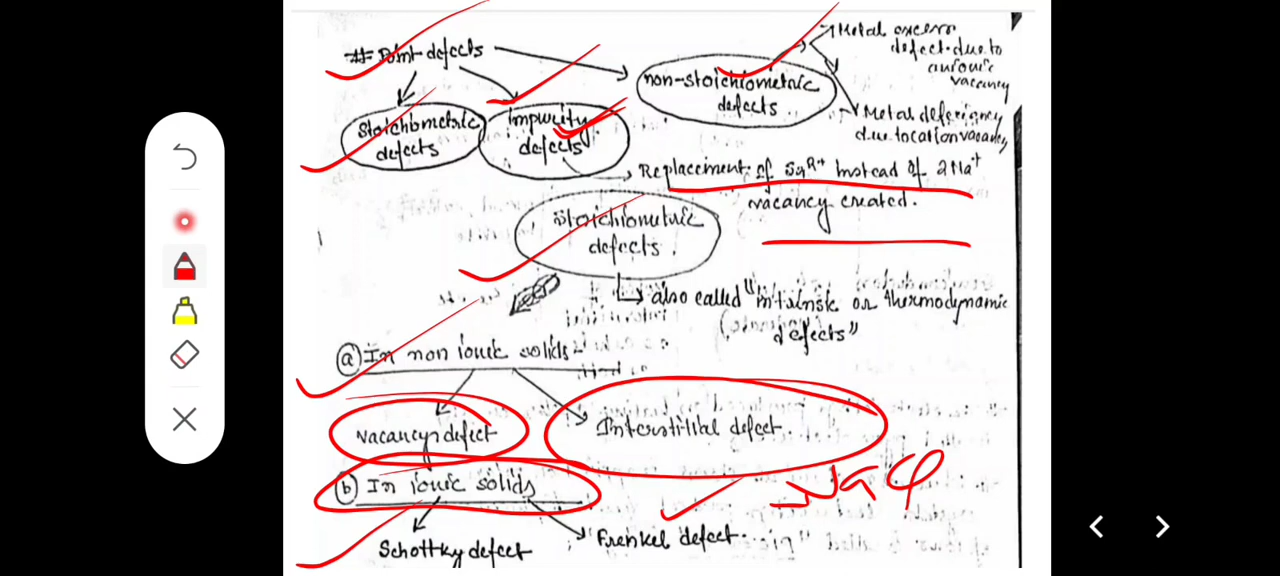 # Point defects
non-stoichiometric
defects
Metal excess
defect due to
anionic
vacancy
Metal deficiency
due to cation vacancy
Stoichiometric
defects
Impurity
defects
Replacement of Sr2+ instead of 2Na+
vacancy created.
Stoichiometric
defects.
also called "intrinsic or thermodynamic
defects"
(a) In non ionic solids-
vacancy defect
Interstitial defect.
(b) In ionic solids
Schottky defect
Frenkel defect.